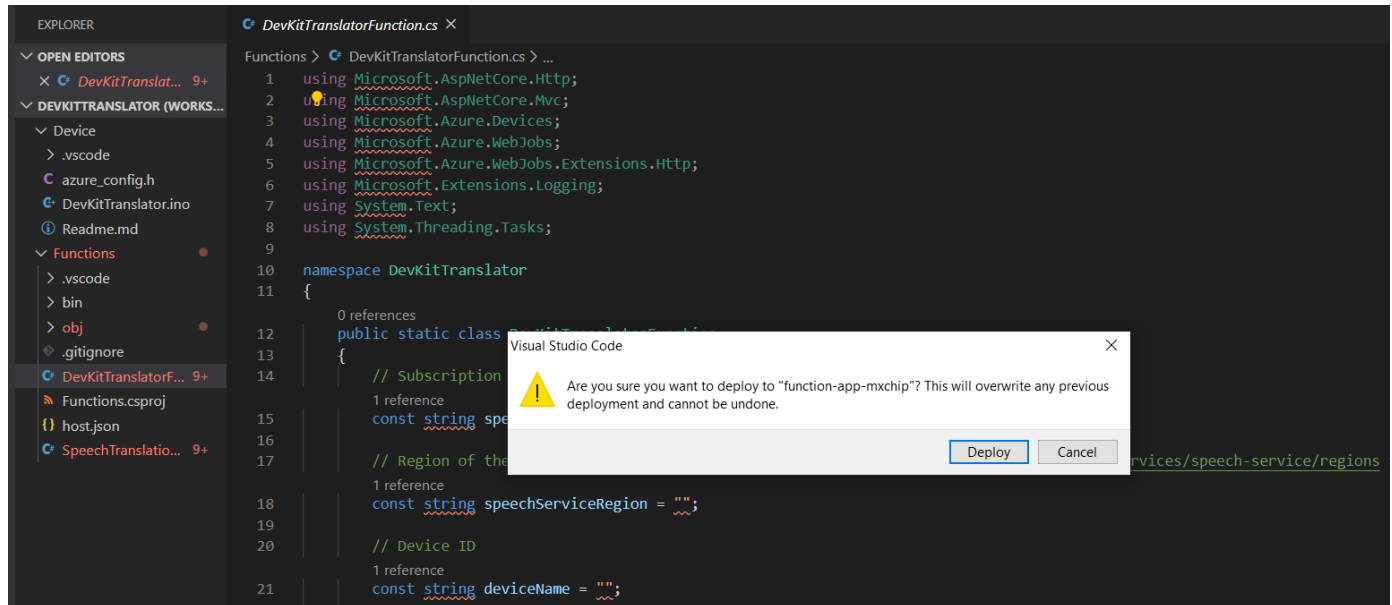 EXPLORER
OPEN EDITORS
DevKitTranslat... 9+
DEVKITTRANSLATOR (WORKS...
Device
.vscode
azure_config.h
DevKitTranslator.ino
Readme.md
Functions
.vscode
bin
obj
.gitignore
DevKitTranslatorF... 9+
Functions.csproj
host.json
SpeechTranslatio... 9+
DevKitTranslatorFunction.cs
Functions > DevKitTranslatorFunction.cs > ...
1 using Microsoft.AspNetCore.Http;
2 using Microsoft.AspNetCore.Mvc;
3 using Microsoft.Azure.Devices;
4 using Microsoft.Azure.WebJobs;
5 using Microsoft.Azure.WebJobs.Extensions.Http;
6 using Microsoft.Extensions.Logging;
7 using System.Text;
8 using System.Threading.Tasks;
9
10 namespace DevKitTranslator
11 {
0 references
12 public static class DevKitTranslatorFunction
13 {
14 // Subscription
1 reference
15 const string spe
16
17 // Region of the rvices/speech-service/regions
1 reference
18 const string speechServiceRegion = "";
19
20 // Device ID
1 reference
21 const string deviceName = "";
Visual Studio Code
Are you sure you want to deploy to "function-app-mxchip"? This will overwrite any previous
deployment and cannot be undone.
Deploy Cancel